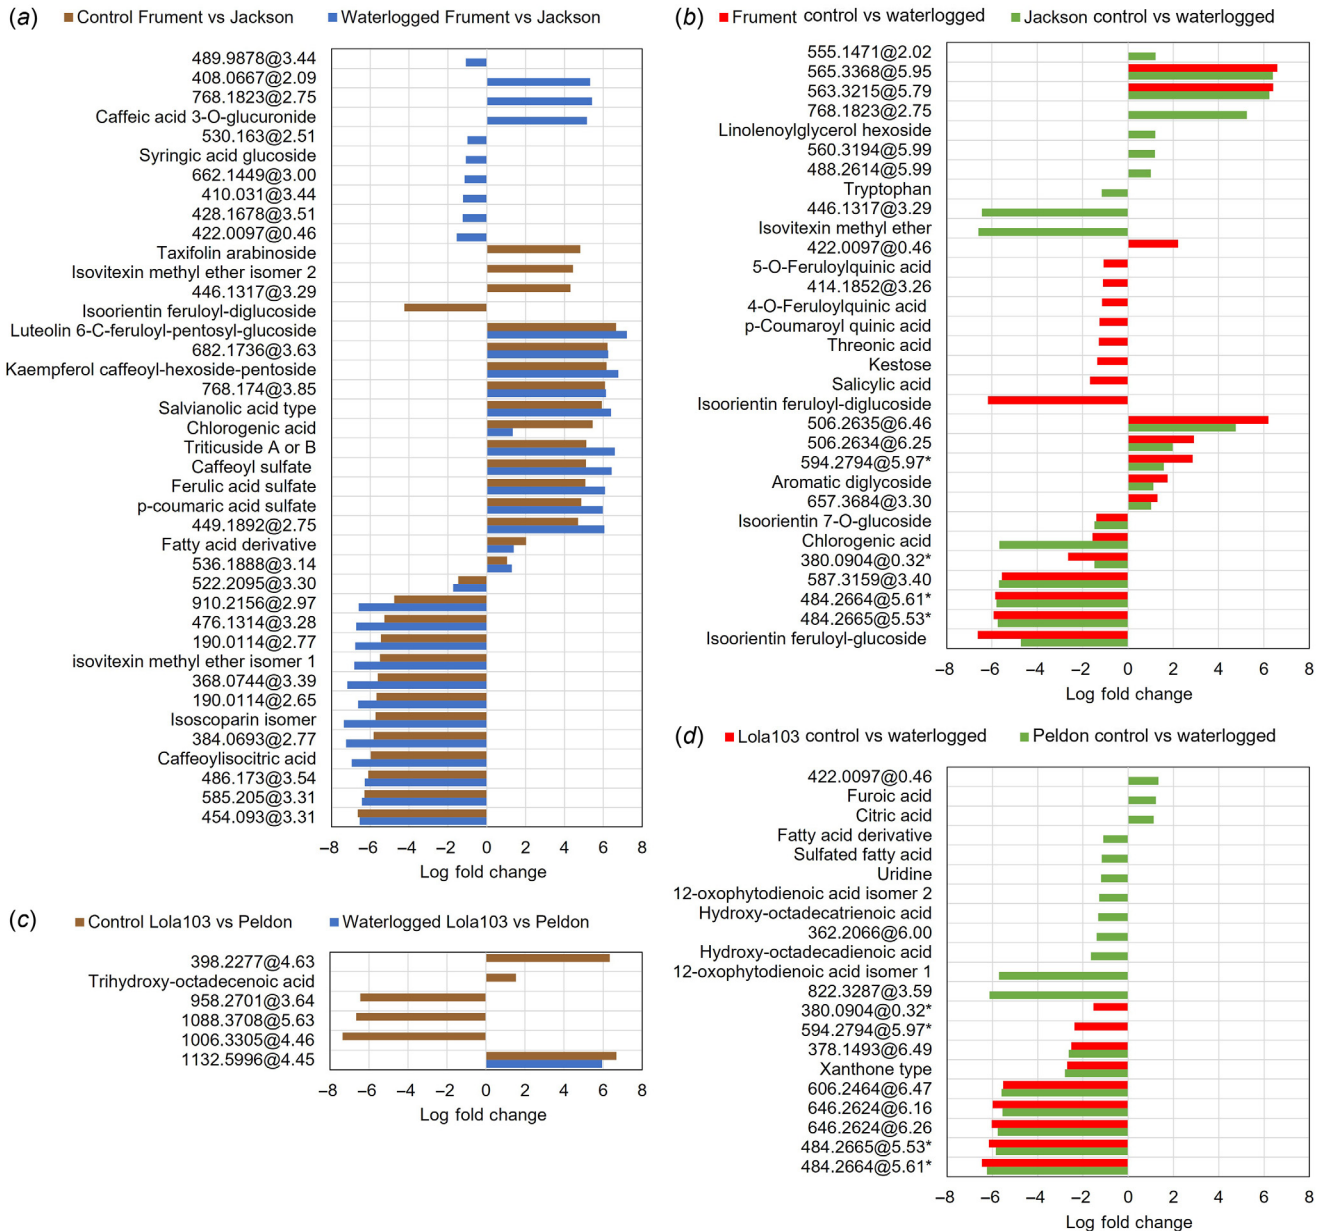 (a)
Control Frument vs Jackson
Waterlogged Frument vs Jackson
489.9878@3.44
408.0667@2.09
768.1823@2.75
Caffeic acid 3-O-glucuronide
530.163@2.51
Syringic acid glucoside
662.1449@3.00
410.031@3.44
428.1678@3.51
422.0097@0.46
Taxifolin arabinoside
Isovitexin methyl ether isomer 2
446.1317@3.29
Isoorientin feruloyl-diglucoside
Luteolin 6-C-feruloyl-pentosyl-glucoside
682.1736@3.63
Kaempferol caffeoyl-hexoside-pentoside
768.174@3.85
Salvianolic acid type
Chlorogenic acid
Triticuside A or B
Caffeoyl sulfate
Ferulic acid sulfate
p-coumaric acid sulfate
449.1892@2.75
Fatty acid derivative
536.1888@3.14
522.2095@3.30
910.2156@2.97
476.1314@3.28
190.0114@2.77
isovitexin methyl ether isomer 1
368.0744@3.39
190.0114@2.65
Isoscoparin isomer
384.0693@2.77
Caffeoylisocitric acid
486.173@3.54
585.205@3.31
454.093@3.31
−8 −6 −4 −2 0 2 4 6 8
Log fold change
(b)
Frument control vs waterlogged
Jackson control vs waterlogged
555.1471@2.02
565.3368@5.95
563.3215@5.79
768.1823@2.75
Linolenoylglycerol hexoside
560.3194@5.99
488.2614@5.99
Tryptophan
446.1317@3.29
Isovitexin methyl ether
422.0097@0.46
5-O-Feruloylquinic acid
414.1852@3.26
4-O-Feruloylquinic acid
p-Coumaroyl quinic acid
Threonic acid
Kestose
Salicylic acid
Isoorientin feruloyl-diglucoside
506.2635@6.46
506.2634@6.25
594.2794@5.97*
Aromatic diglycoside
657.3684@3.30
Isoorientin 7-O-glucoside
Chlorogenic acid
380.0904@0.32*
587.3159@3.40
484.2664@5.61*
484.2665@5.53*
Isoorientin feruloyl-glucoside
−8 −6 −4 −2 0 2 4 6 8
Log fold change
(c)
Control Lola103 vs Peldon
Waterlogged Lola103 vs Peldon
398.2277@4.63
Trihydroxy-octadecenoic acid
958.2701@3.64
1088.3708@5.63
1006.3305@4.46
1132.5996@4.45
−8 −6 −4 −2 0 2 4 6 8
Log fold change
(d)
Lola103 control vs waterlogged
Peldon control vs waterlogged
422.0097@0.46
Furoic acid
Citric acid
Fatty acid derivative
Sulfated fatty acid
Uridine
12-oxophytodienoic acid isomer 2
Hydroxy-octadecatrienoic acid
362.2066@6.00
Hydroxy-octadecadienoic acid
12-oxophytodienoic acid isomer 1
822.3287@3.59
380.0904@0.32*
594.2794@5.97*
378.1493@6.49
Xanthone type
606.2464@6.47
646.2624@6.16
646.2624@6.26
484.2665@5.53*
484.2664@5.61*
−8 −6 −4 −2 0 2 4 6 8
Log fold change